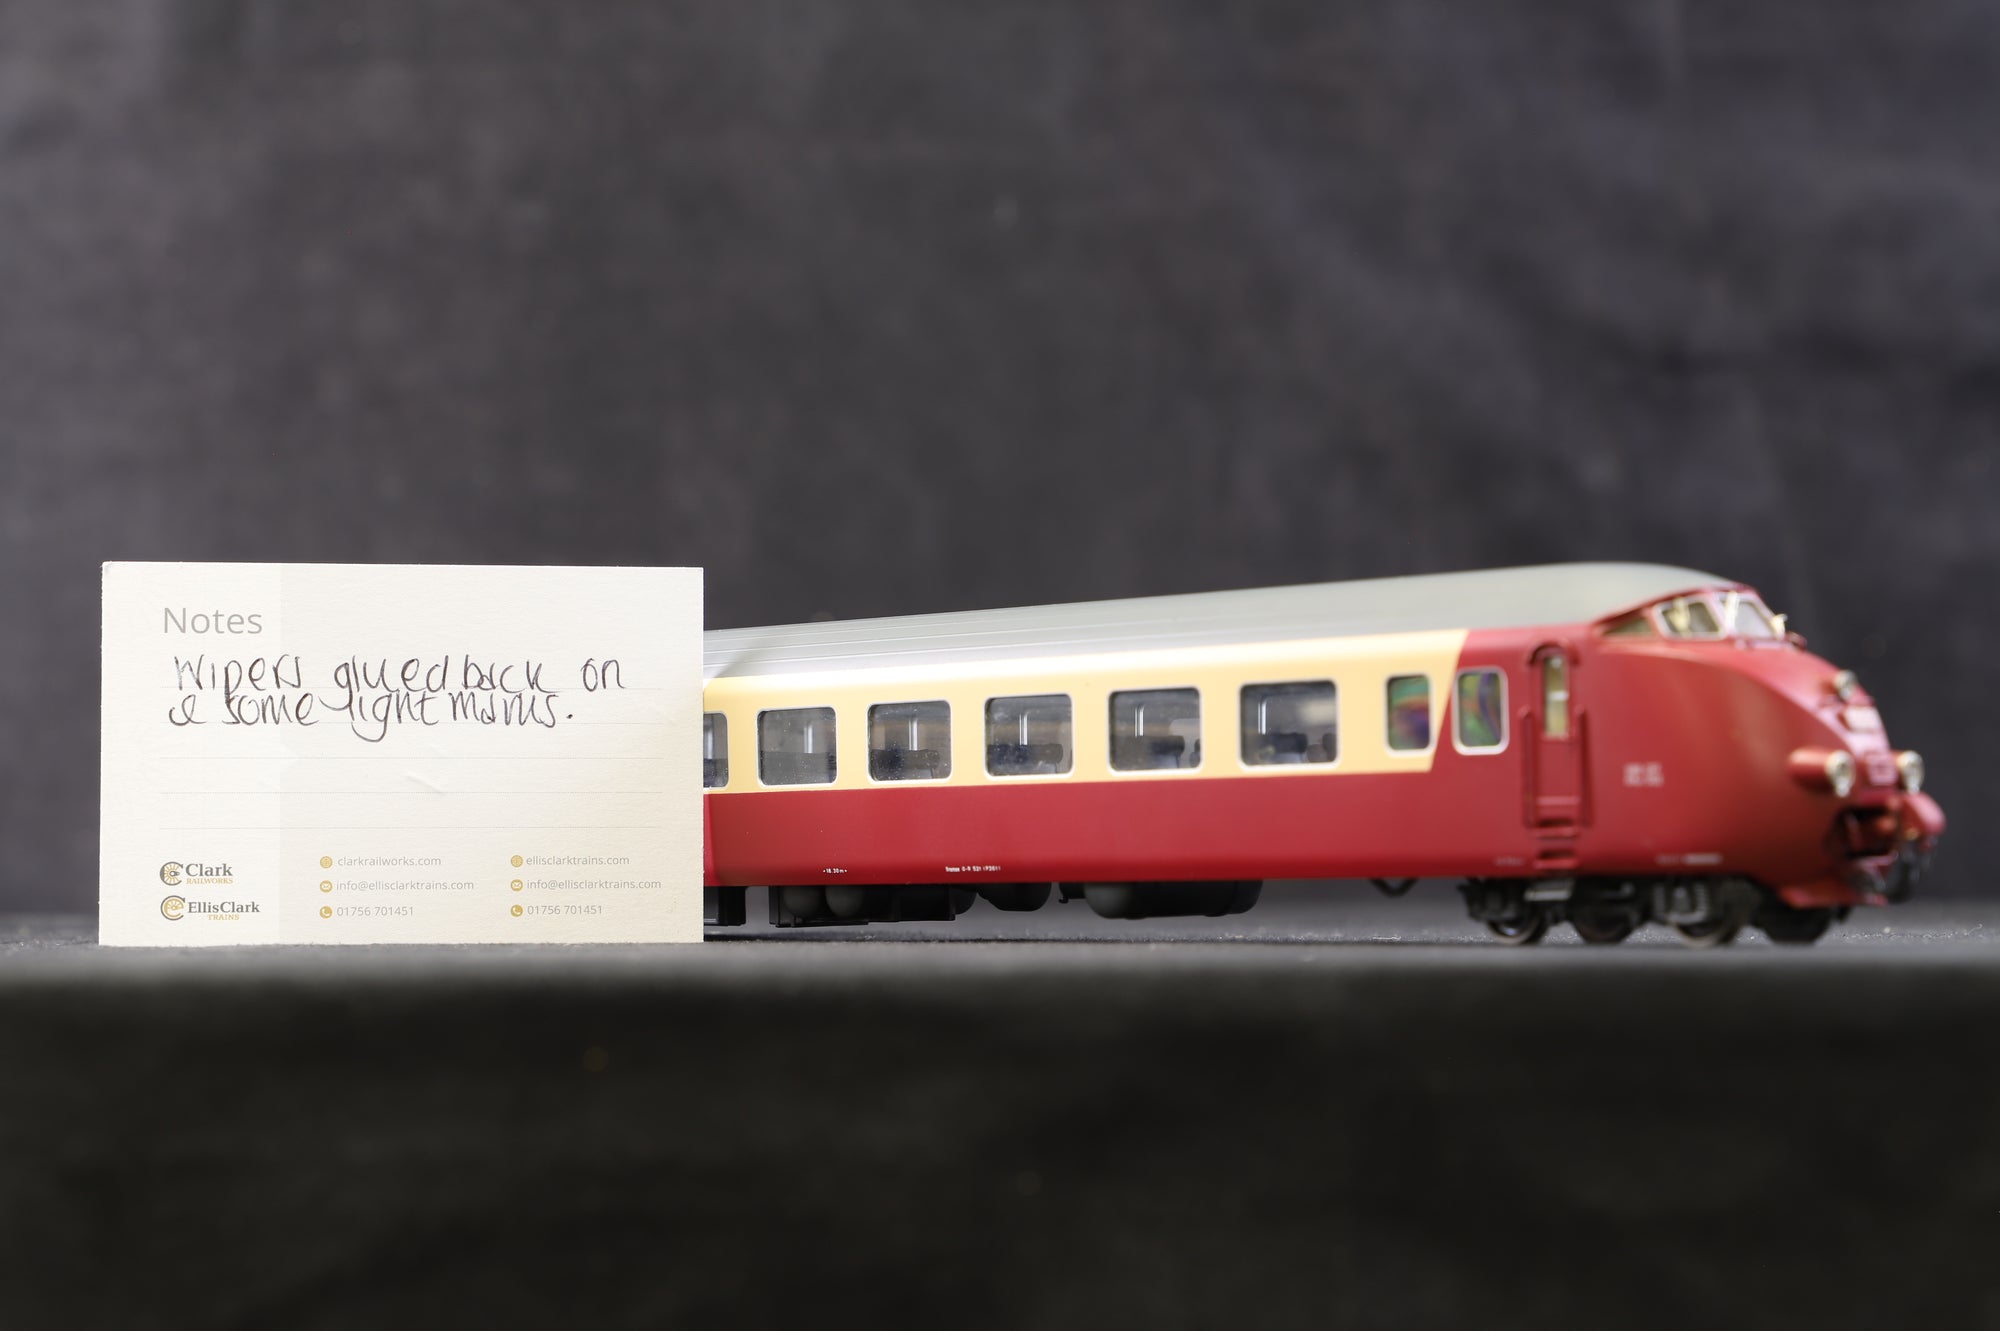 Notes
Wipers glued back on
& some light marks.
Clark
RAILWORKS
EllisClark
TRAINS
clarkrailworks.com
info@ellisclarktrains.com
01756 701451
ellisclarktrains.com
info@ellisclarktrains.com
01756 701451